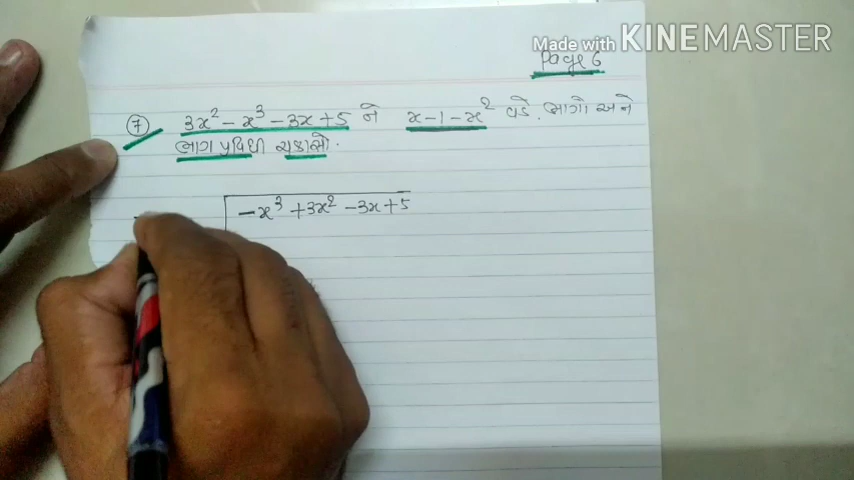 Made with KINEMASTER
Page 6
⑦ 3x² - x³ - 3x + 5 ને x - 1 - x² વડે ભાગો અને
ભાગ પ્રવિધી ચકાસો.
-x³ + 3x² - 3x + 5